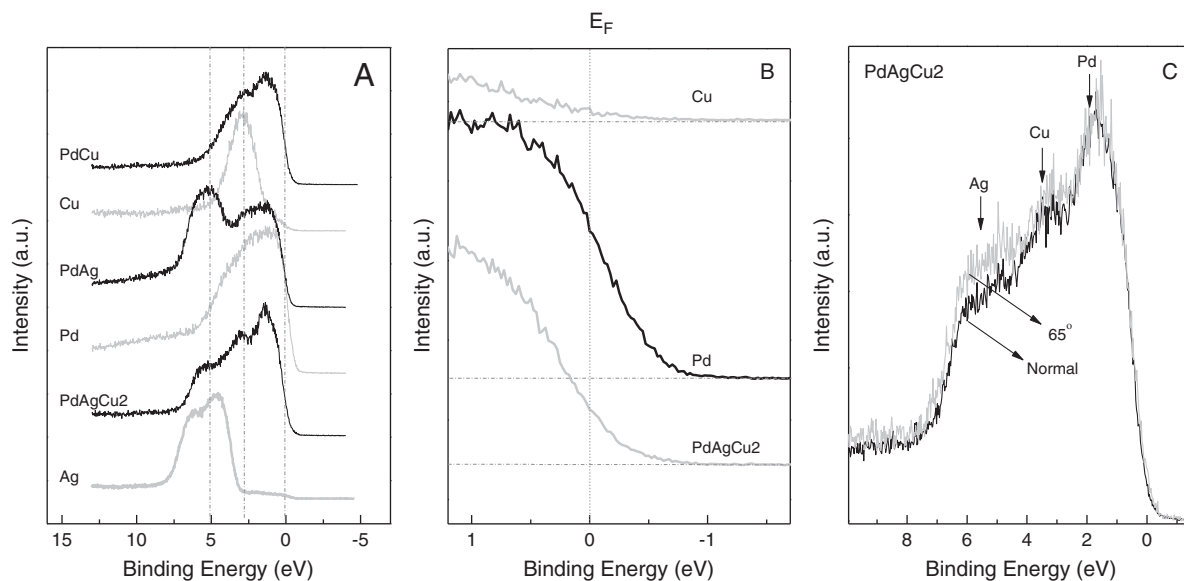 E_F
A
PdCu
Cu
PdAg
Pd
PdAgCu2
Ag
Intensity (a.u.)
15 10 5 0 -5
Binding Energy (eV)
B
Cu
Pd
PdAgCu2
Intensity (a.u.)
1 0 -1
Binding Energy (eV)
PdAgCu2
Pd
C
Cu
Ag
65°
Normal
Intensity (a.u.)
8 6 4 2 0
Binding Energy (eV)